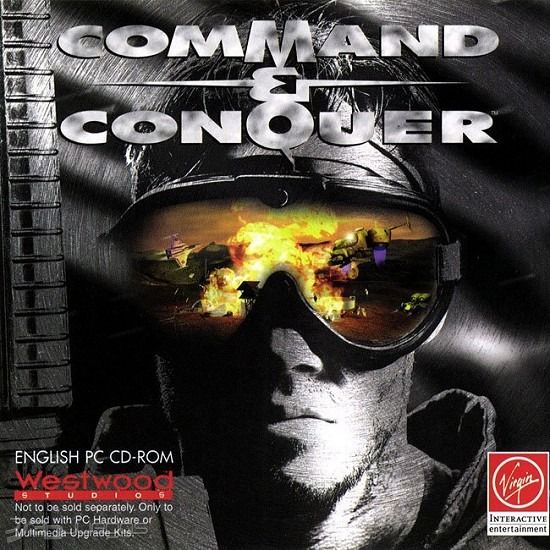 COMMAND
&
CONQUER™
ENGLISH PC CD-ROM
Westwood
STUDIOS
Not to be sold separately. Only to
be sold with PC Hardware or
Multimedia Upgrade Kits.
Virgin
INTERACTIVE
entertainment